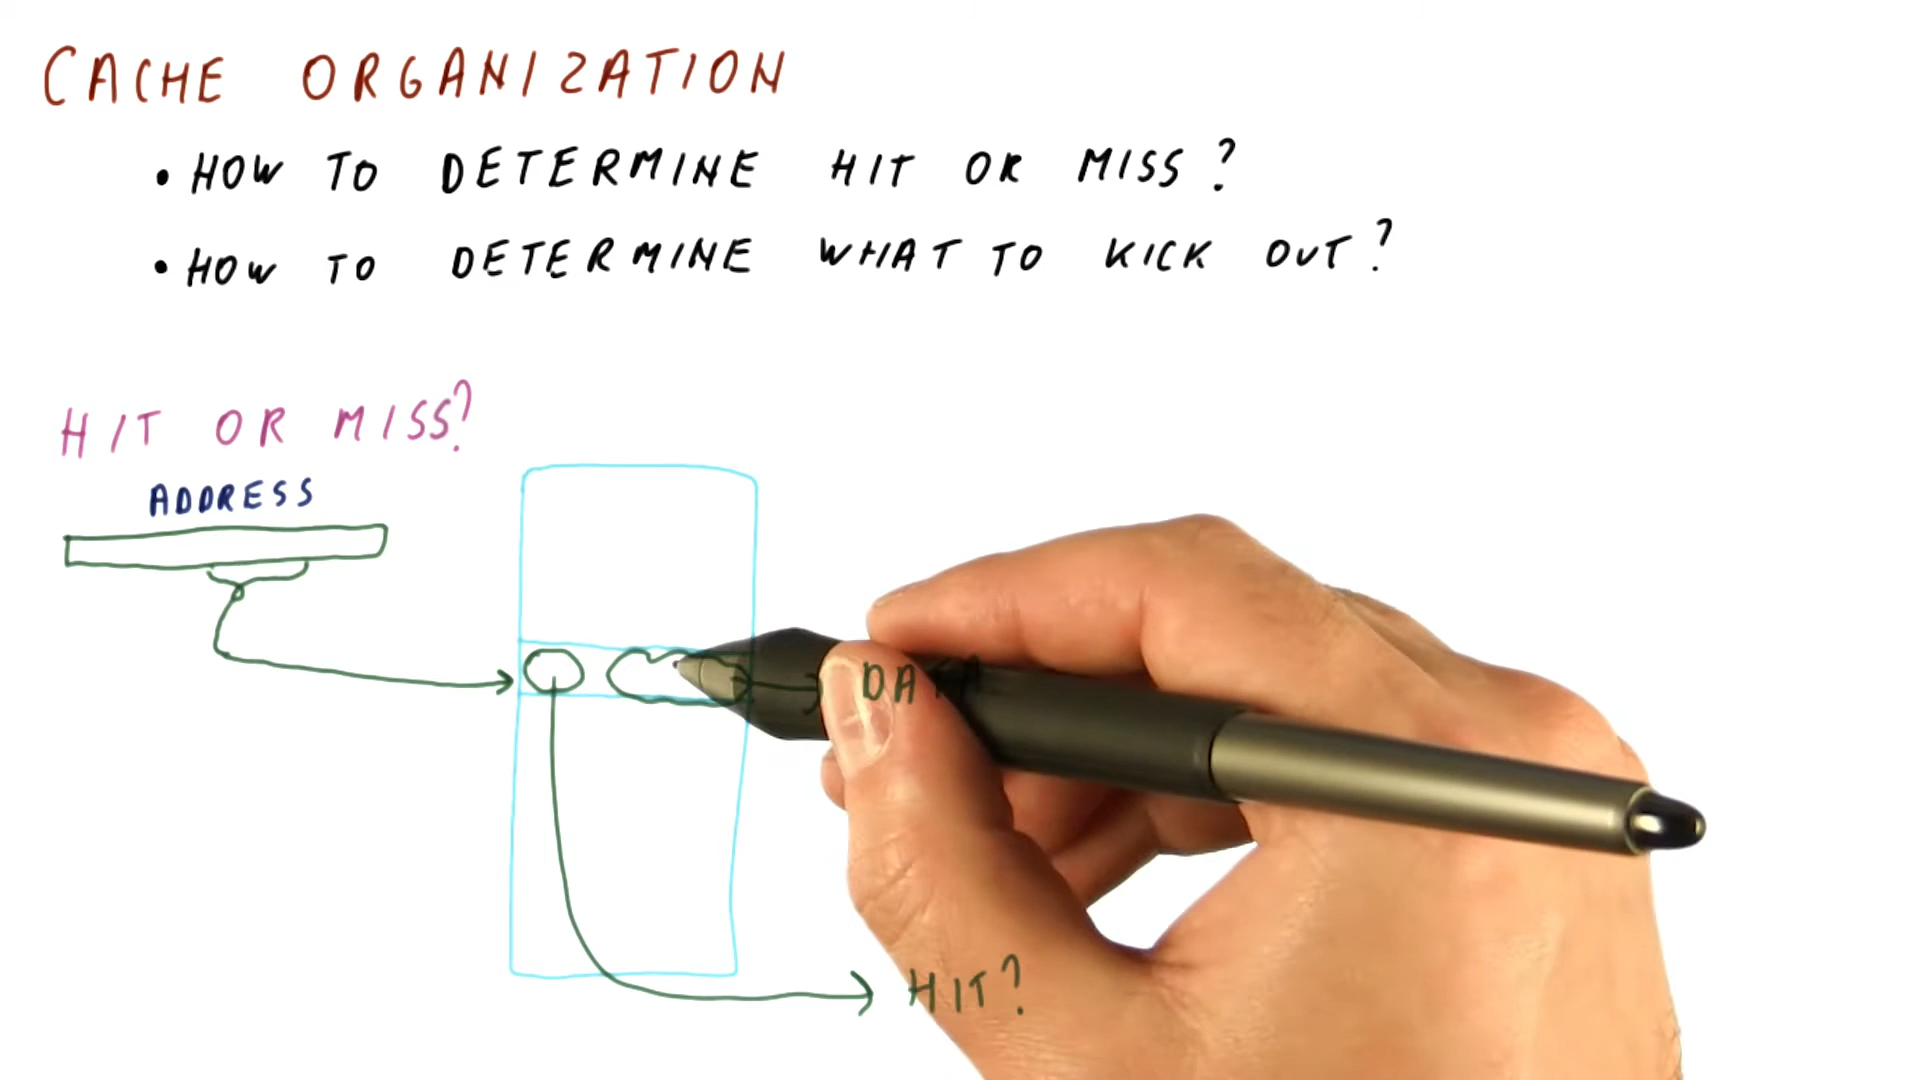 CACHE ORGANIZATION
• HOW TO DETERMINE HIT OR MISS?
• HOW TO DETERMINE WHAT TO KICK OUT?
HIT OR MISS?
ADDRESS
DATA
HIT?